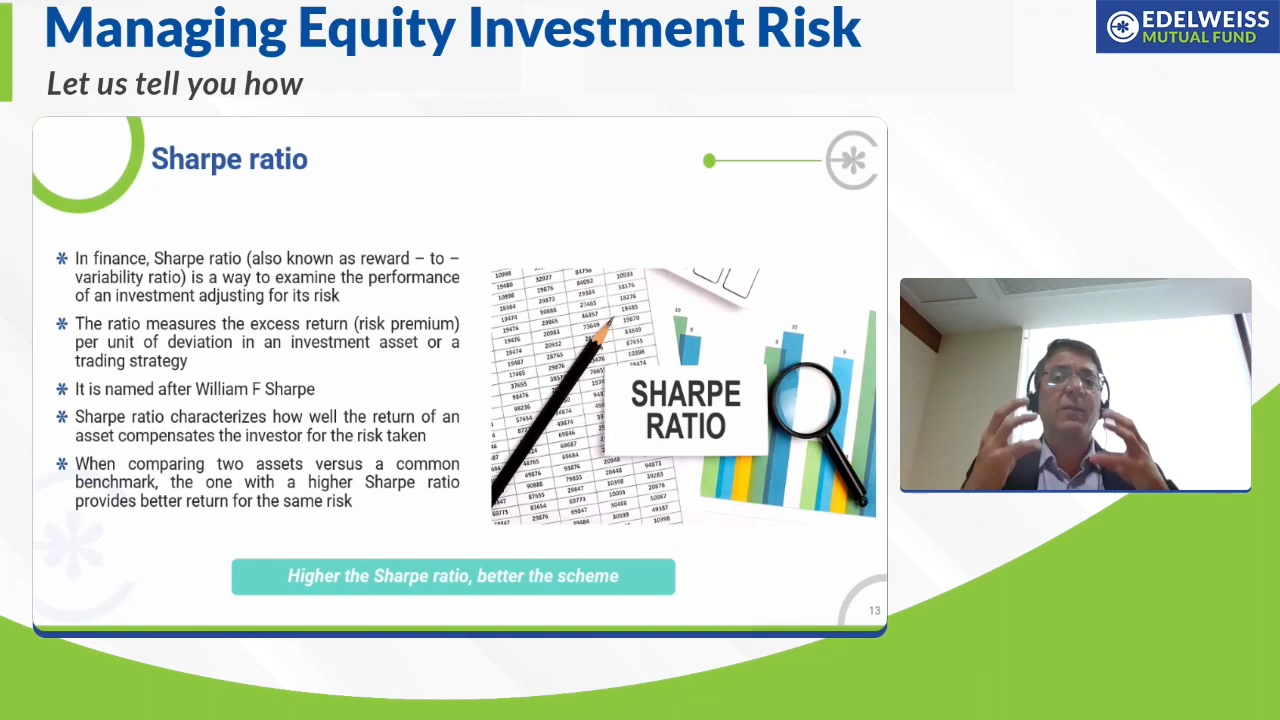 Managing Equity Investment Risk
Let us tell you how
EDELWEISS
MUTUAL FUND
Sharpe ratio
* In finance, Sharpe ratio (also known as reward – to –
variability ratio) is a way to examine the performance
of an investment adjusting for its risk
* The ratio measures the excess return (risk premium)
per unit of deviation in an investment asset or a
trading strategy
* It is named after William F Sharpe
* Sharpe ratio characterizes how well the return of an
asset compensates the investor for the risk taken
* When comparing two assets versus a common
benchmark, the one with a higher Sharpe ratio
provides better return for the same risk
SHARPE
RATIO
Higher the Sharpe ratio, better the scheme
13